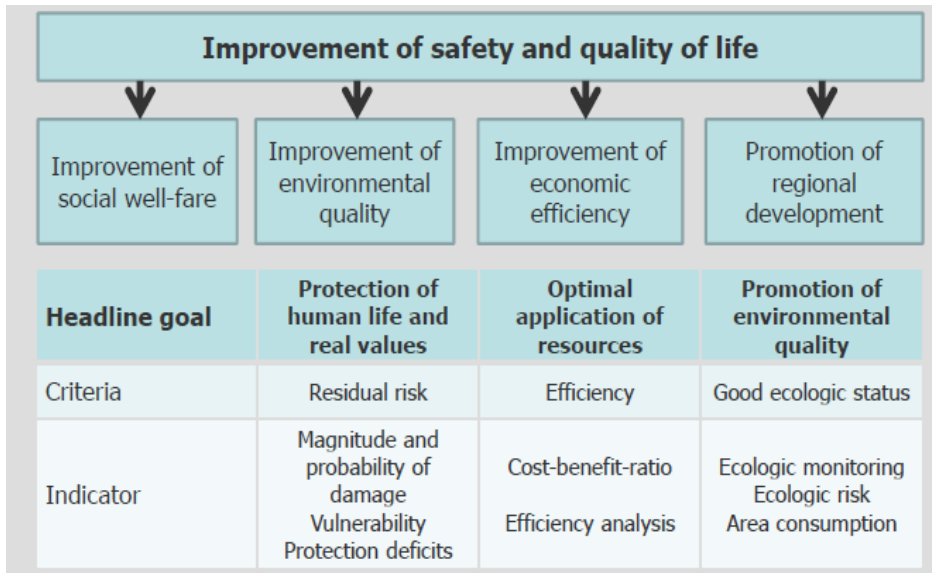 Improvement of safety and quality of life
Improvement of
social well-fare
Improvement of
environmental
quality
Improvement of
economic
efficiency
Promotion of
regional
development
Headline goal
Protection of
human life and
real values
Optimal
application of
resources
Promotion of
environmental
quality
Criteria
Residual risk
Efficiency
Good ecologic status
Indicator
Magnitude and
probability of
damage
Vulnerability
Protection deficits
Cost-benefit-ratio
Efficiency analysis
Ecologic monitoring
Ecologic risk
Area consumption